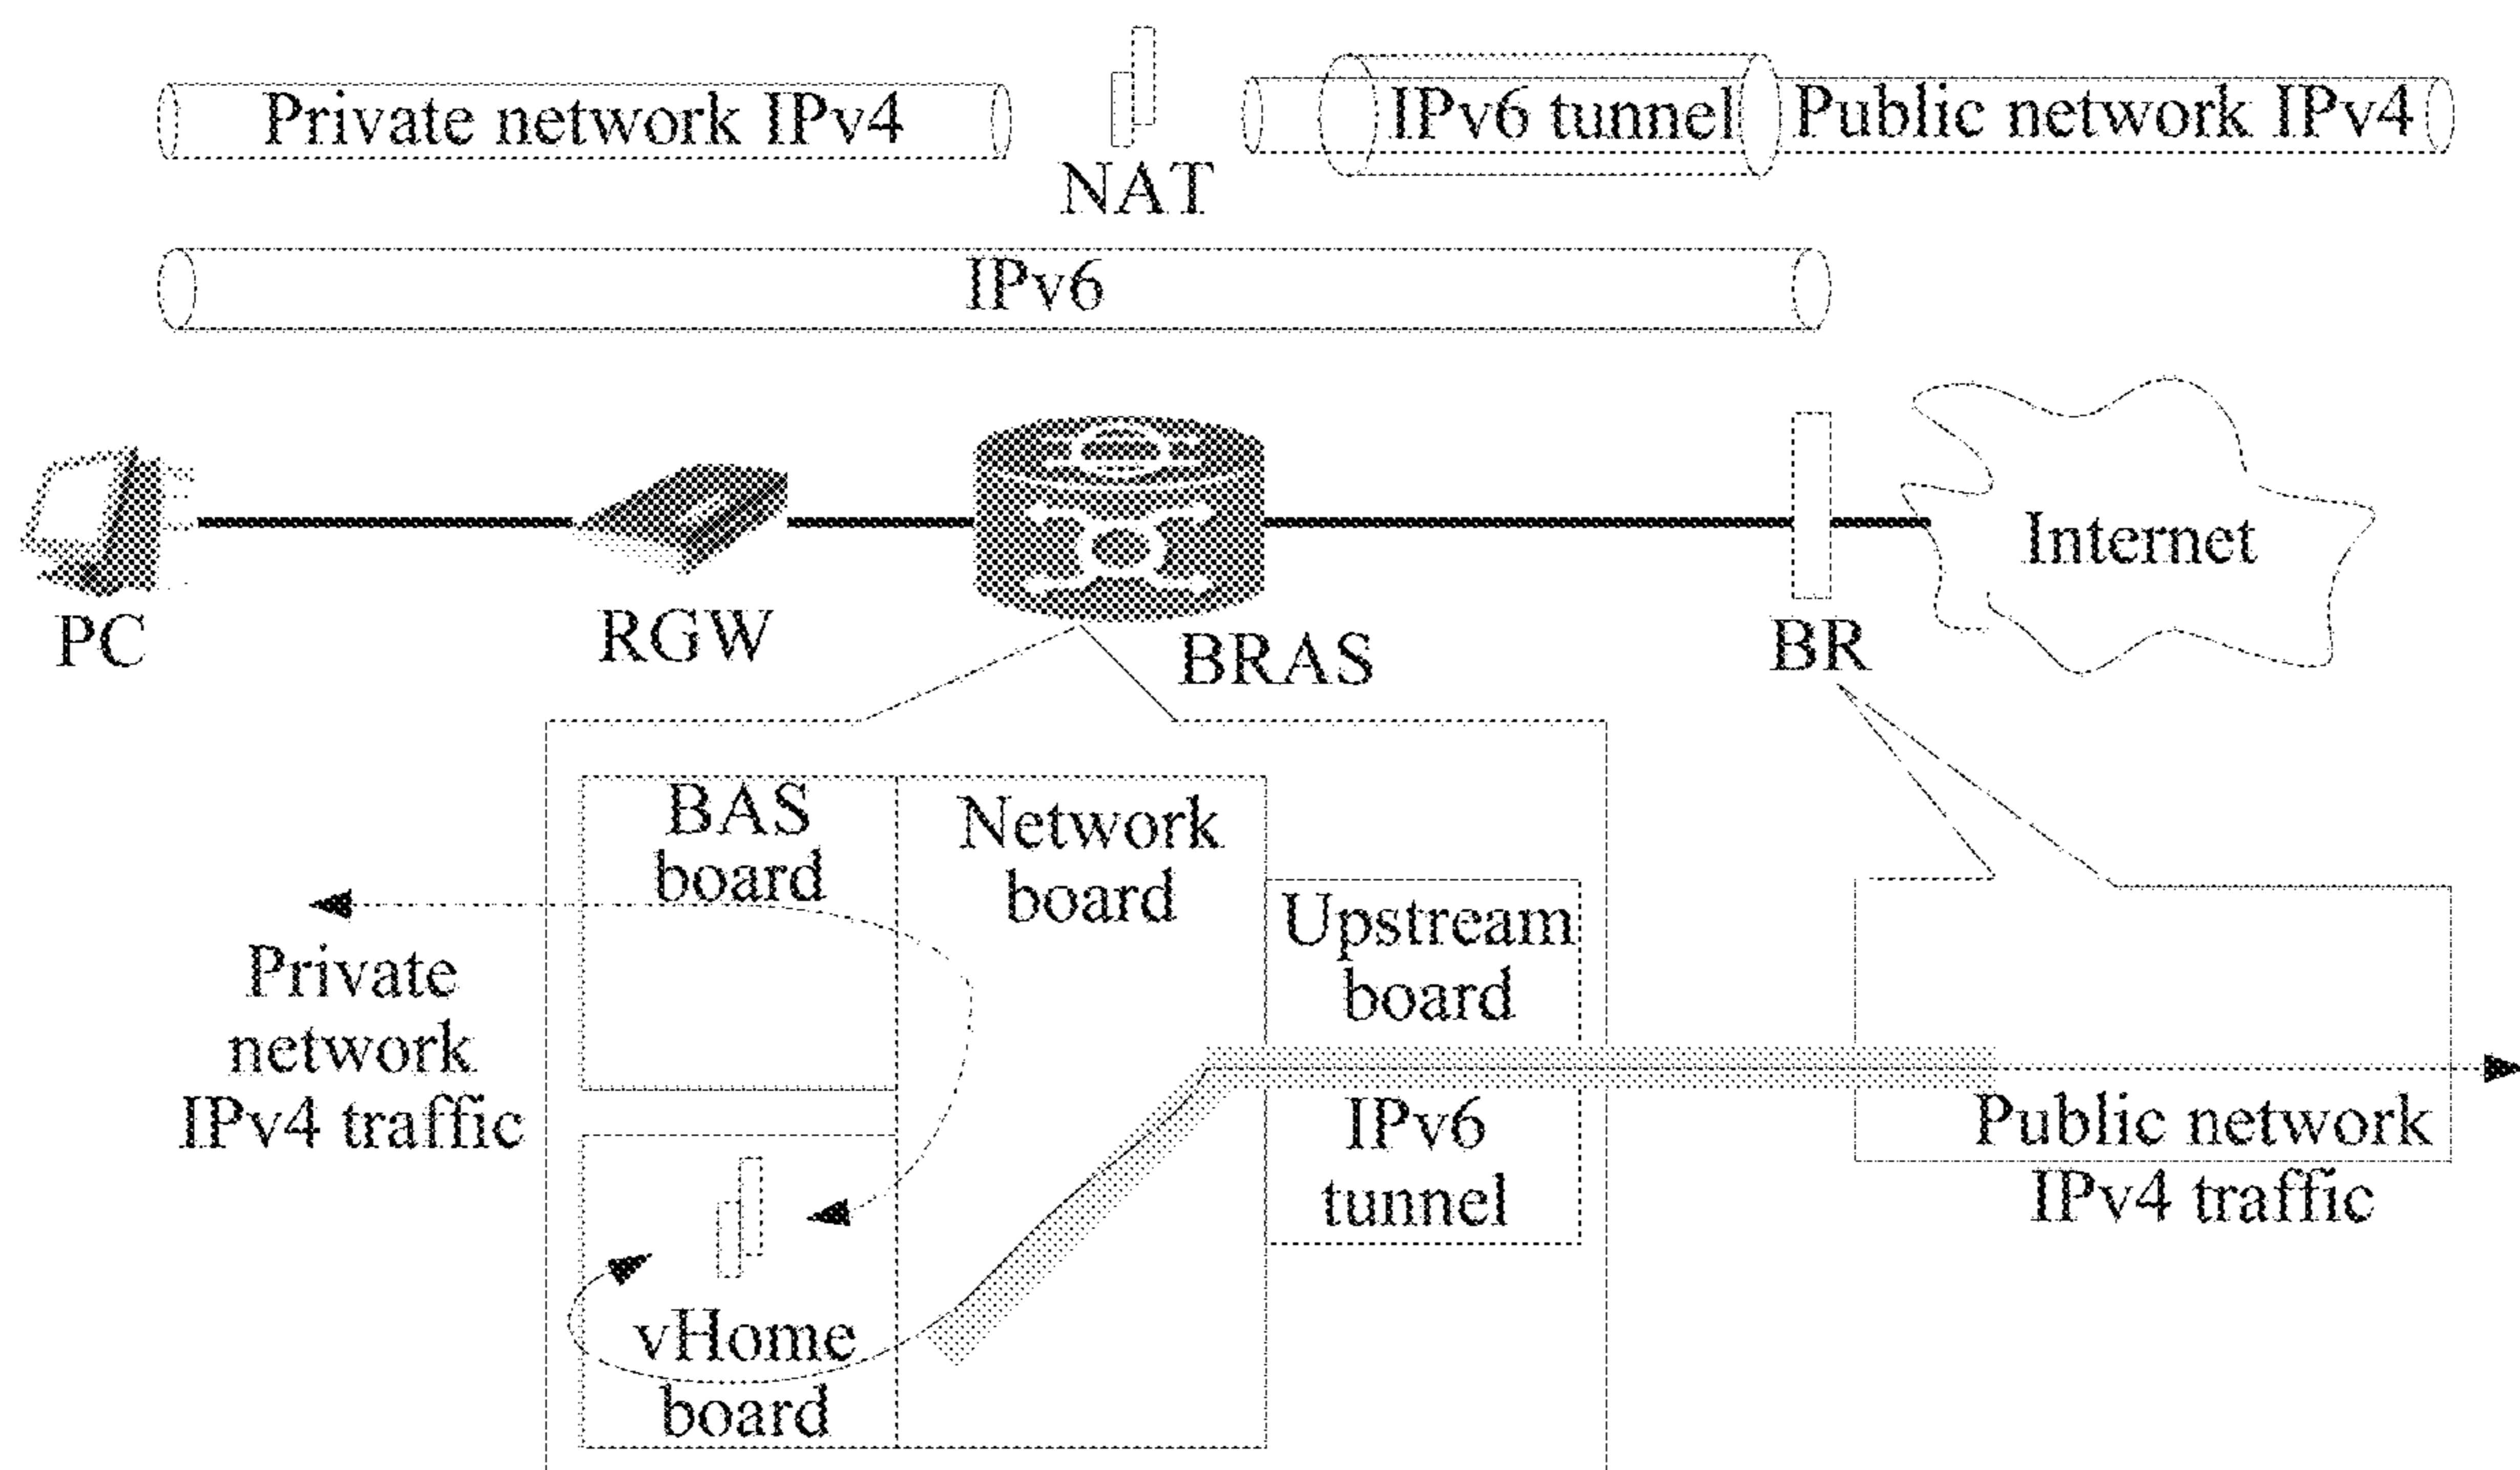 Private network IPv4
IPv6 tunnel
Public network IPv4
NAT
IPv6
Internet
PC
RGW
BRAS
BR
BAS
board
Network
board
Upstream
board
Private
network
IPv4 traffic
IPv6
tunnel
Public network
IPv4 traffic
vHome
board